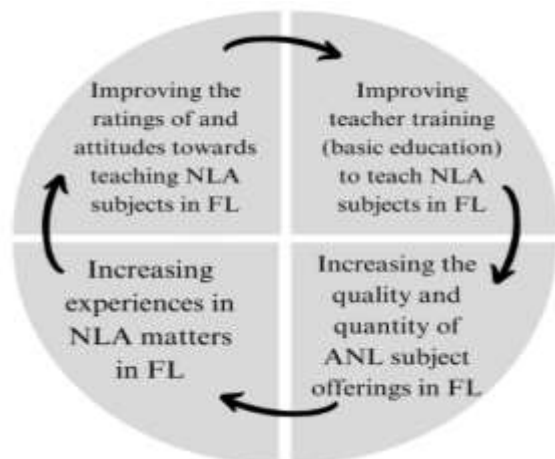 Improving the
ratings of and
attitudes towards
teaching NLA
subjects in FL
Improving
teacher training
(basic education)
to teach NLA
subjects in FL
Increasing the
quality and
quantity of
ANL subject
offerings in FL
Increasing
experiences in
NLA matters
in FL